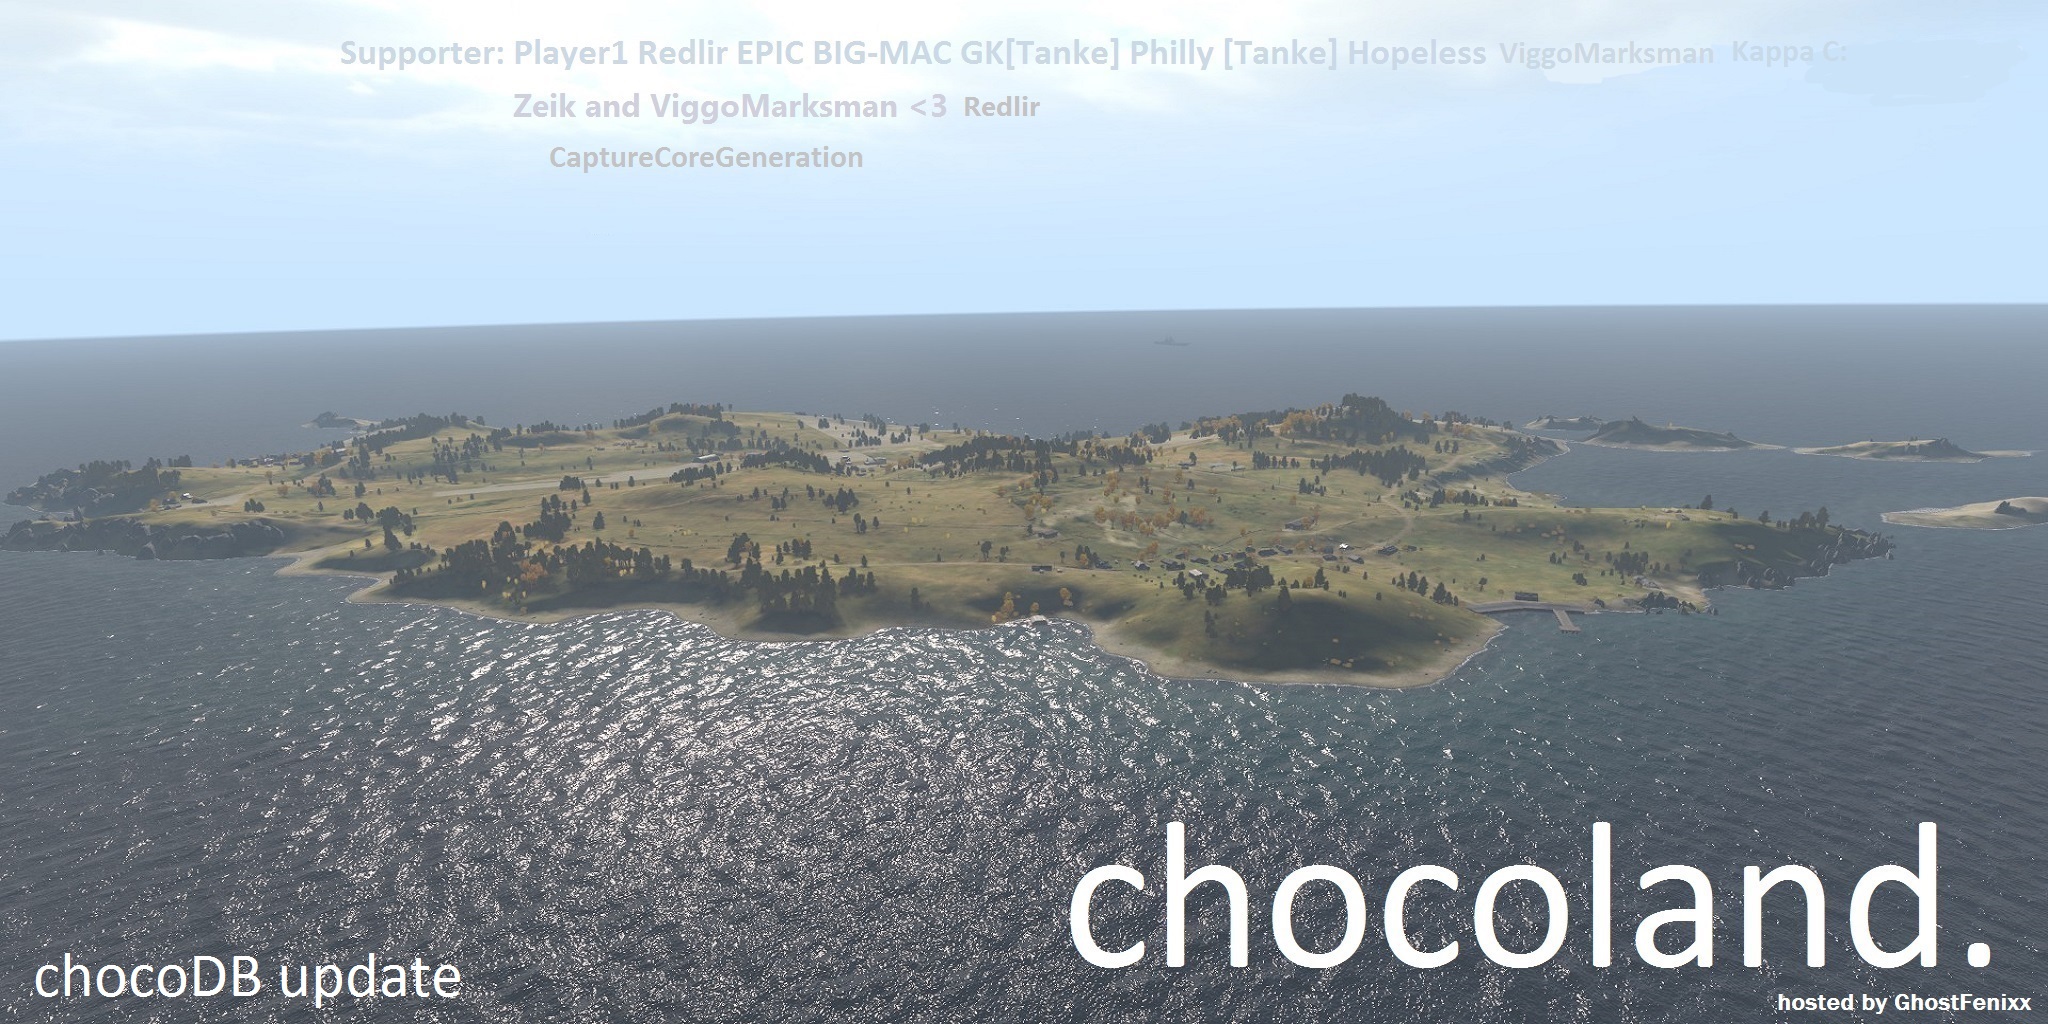 Supporter: Player1 Redlir EPIC BIG-MAC GK[Tanke] Philly [Tanke] Hopeless ViggoMarksman Kappa C:
Zeik and ViggoMarksman <3 Redlir
CaptureCoreGeneration
chocoland.
chocoDB update
hosted by GhostFenixx